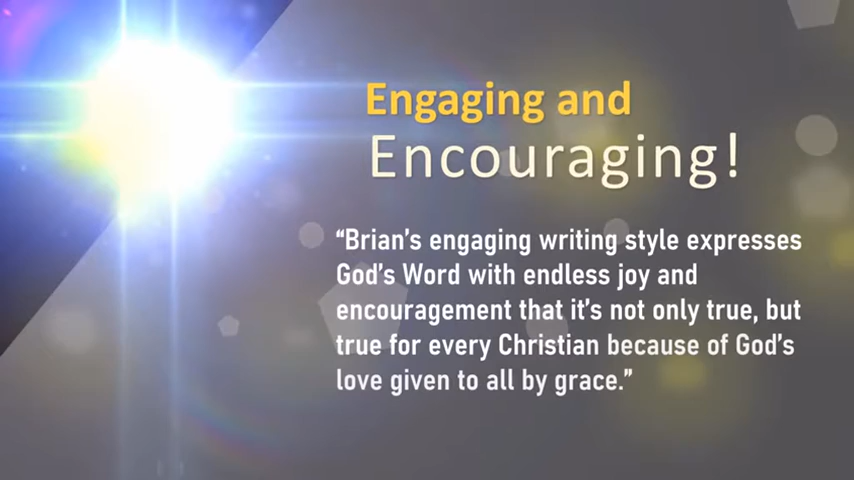 Engaging and
Encouraging!
“Brian’s engaging writing style expresses
God’s Word with endless joy and
encouragement that it’s not only true, but
true for every Christian because of God’s
love given to all by grace.”